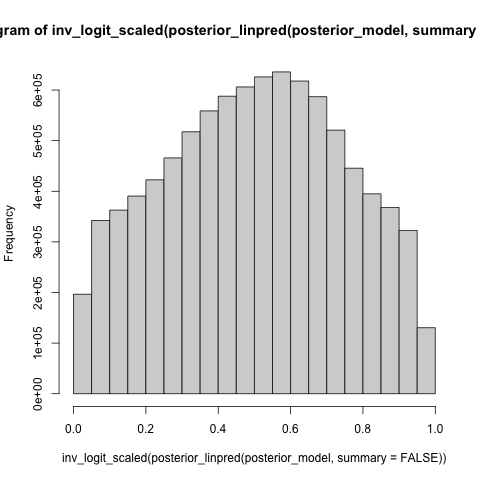 gram of inv_logit_scaled(posterior_linpred(posterior_model, summary
6e+05
5e+05
4e+05
3e+05
2e+05
1e+05
0e+00
Frequency
0.0 0.2 0.4 0.6 0.8 1.0
inv_logit_scaled(posterior_linpred(posterior_model, summary = FALSE))